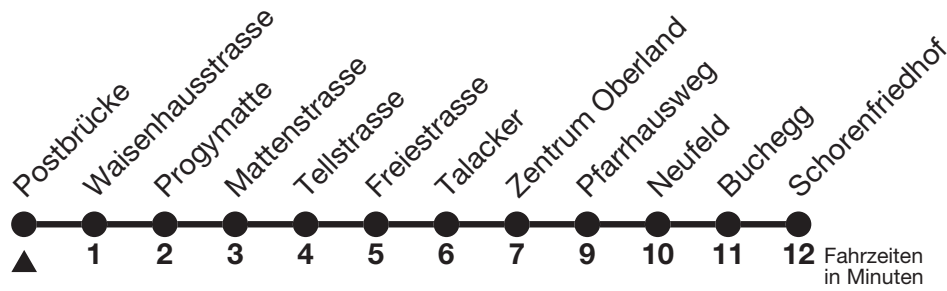 Postbrücke
Waisenhausstrasse
Progymatte
Mattenstrasse
Tellstrasse
Freiestrasse
Talacker
Zentrum Oberland
Pfarrhausweg
Neufeld
Buchegg
Schorenfriedhof
1 2 3 4 5 6 7 9 10 11 12 Fahrzeiten
in Minuten